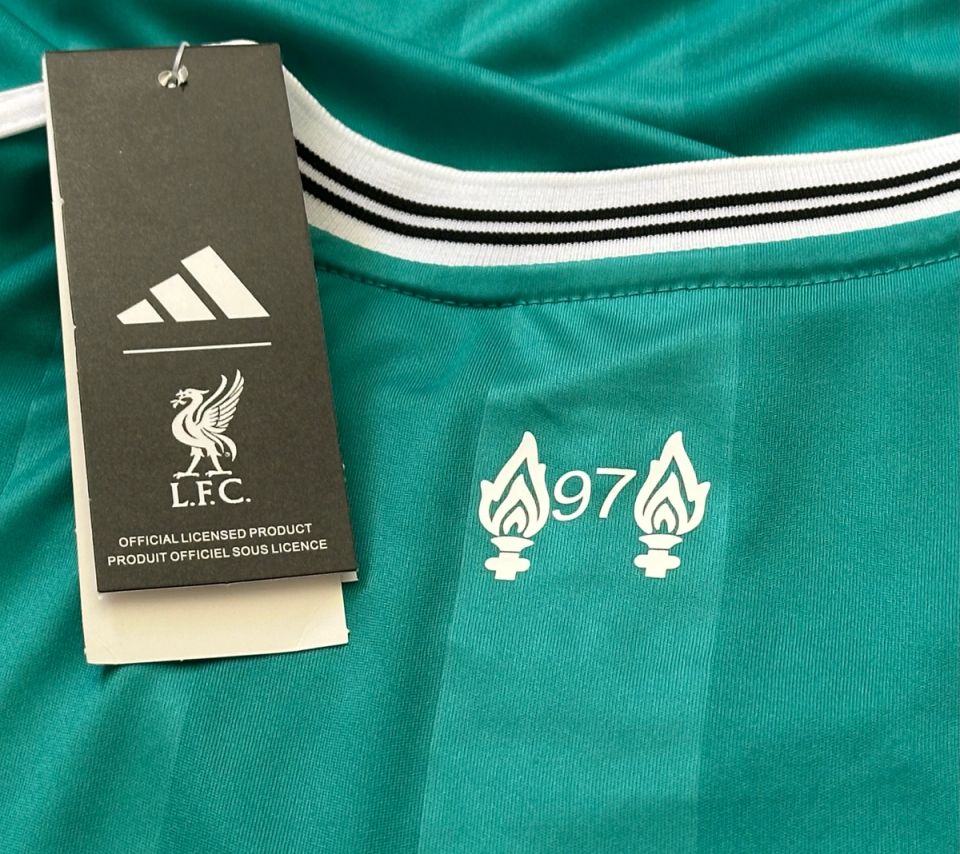 L.F.C.
OFFICIAL LICENSED PRODUCT
PRODUIT OFFICIEL SOUS LICENCE
97